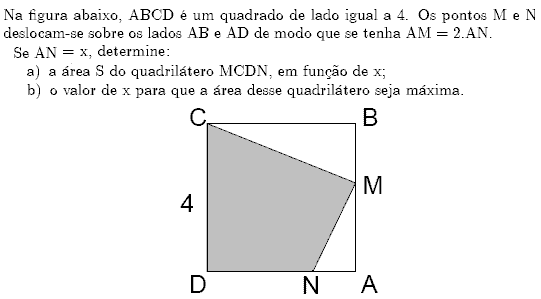 Na figura abaixo, ABCD é um quadrado de lado igual a 4. Os pontos M e N
deslocam-se sobre os lados AB e AD de modo que se tenha AM = 2.AN.
Se AN = x, determine:
a) a área S do quadrilátero MCDN, em função de x;
b) o valor de x para que a área desse quadrilátero seja máxima.
C B
M
4
D N A